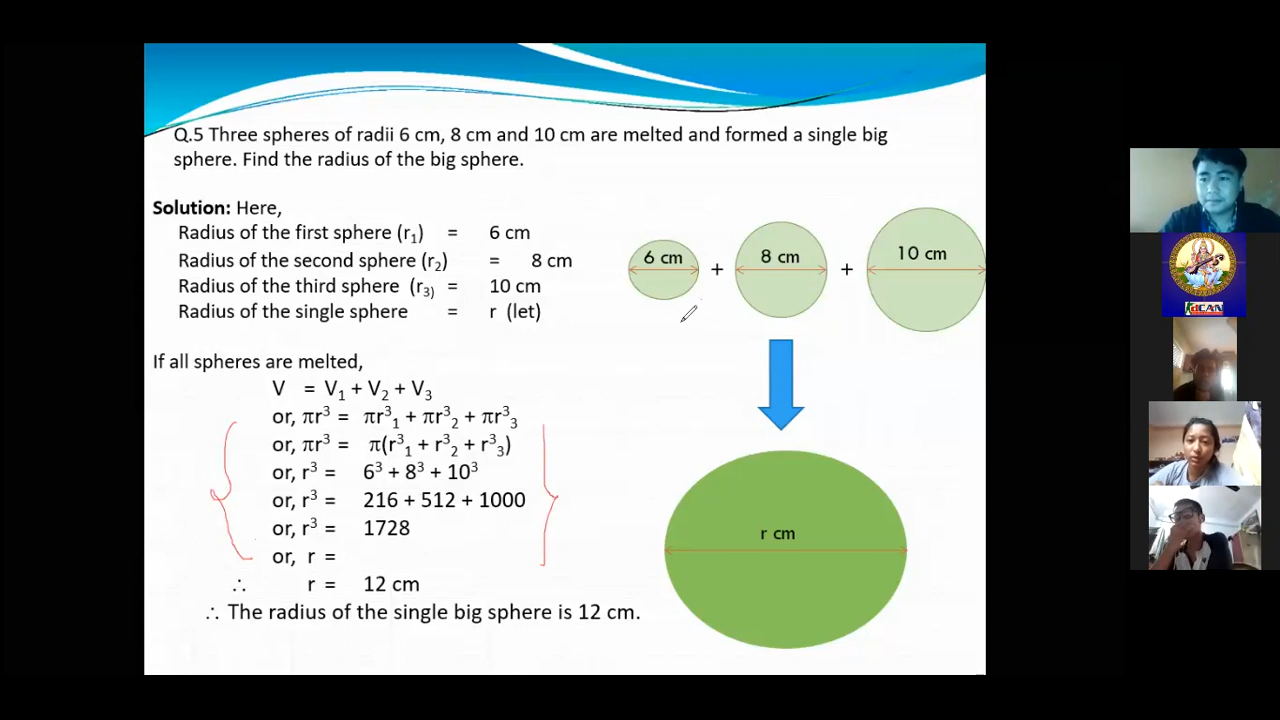 Q.5 Three spheres of radii 6 cm, 8 cm and 10 cm are melted and formed a single big
sphere. Find the radius of the big sphere.
Solution: Here,
Radius of the first sphere (r₁) = 6 cm
Radius of the second sphere (r₂) = 8 cm
Radius of the third sphere (r₃) = 10 cm
Radius of the single sphere = r (let)
If all spheres are melted,
V = V₁ + V₂ + V₃
or, πr³ = πr³₁ + πr³₂ + πr³₃
or, πr³ = π(r³₁ + r³₂ + r³₃)
or, r³ = 6³ + 8³ + 10³
or, r³ = 216 + 512 + 1000
or, r³ = 1728
or, r =
∴ r = 12 cm
∴ The radius of the single big sphere is 12 cm.
6 cm + 8 cm + 10 cm
r cm